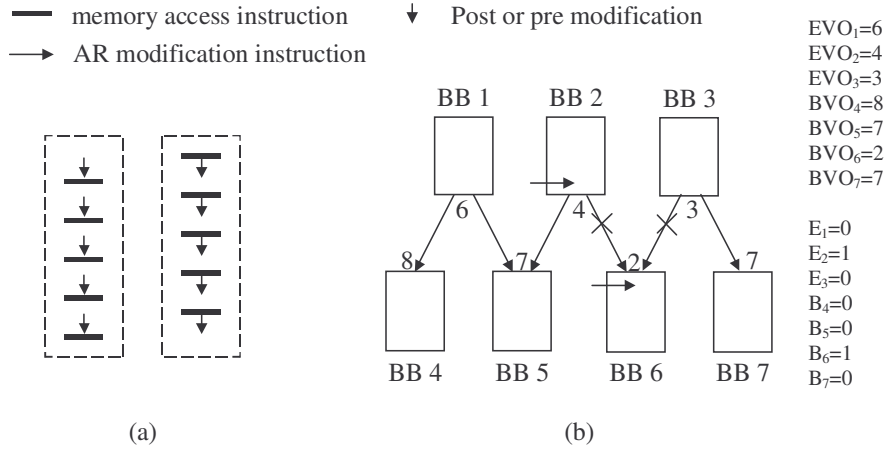 memory access instruction
Post or pre modification
AR modification instruction
EVO₁=6
EVO₂=4
EVO₃=3
BVO₄=8
BVO₅=7
BVO₆=2
BVO₇=7
E₁=0
E₂=1
E₃=0
B₄=0
B₅=0
B₆=1
B₇=0
BB 1 BB 2 BB 3
6 4 3
8 7 2 7
BB 4 BB 5 BB 6 BB 7
(a) (b)